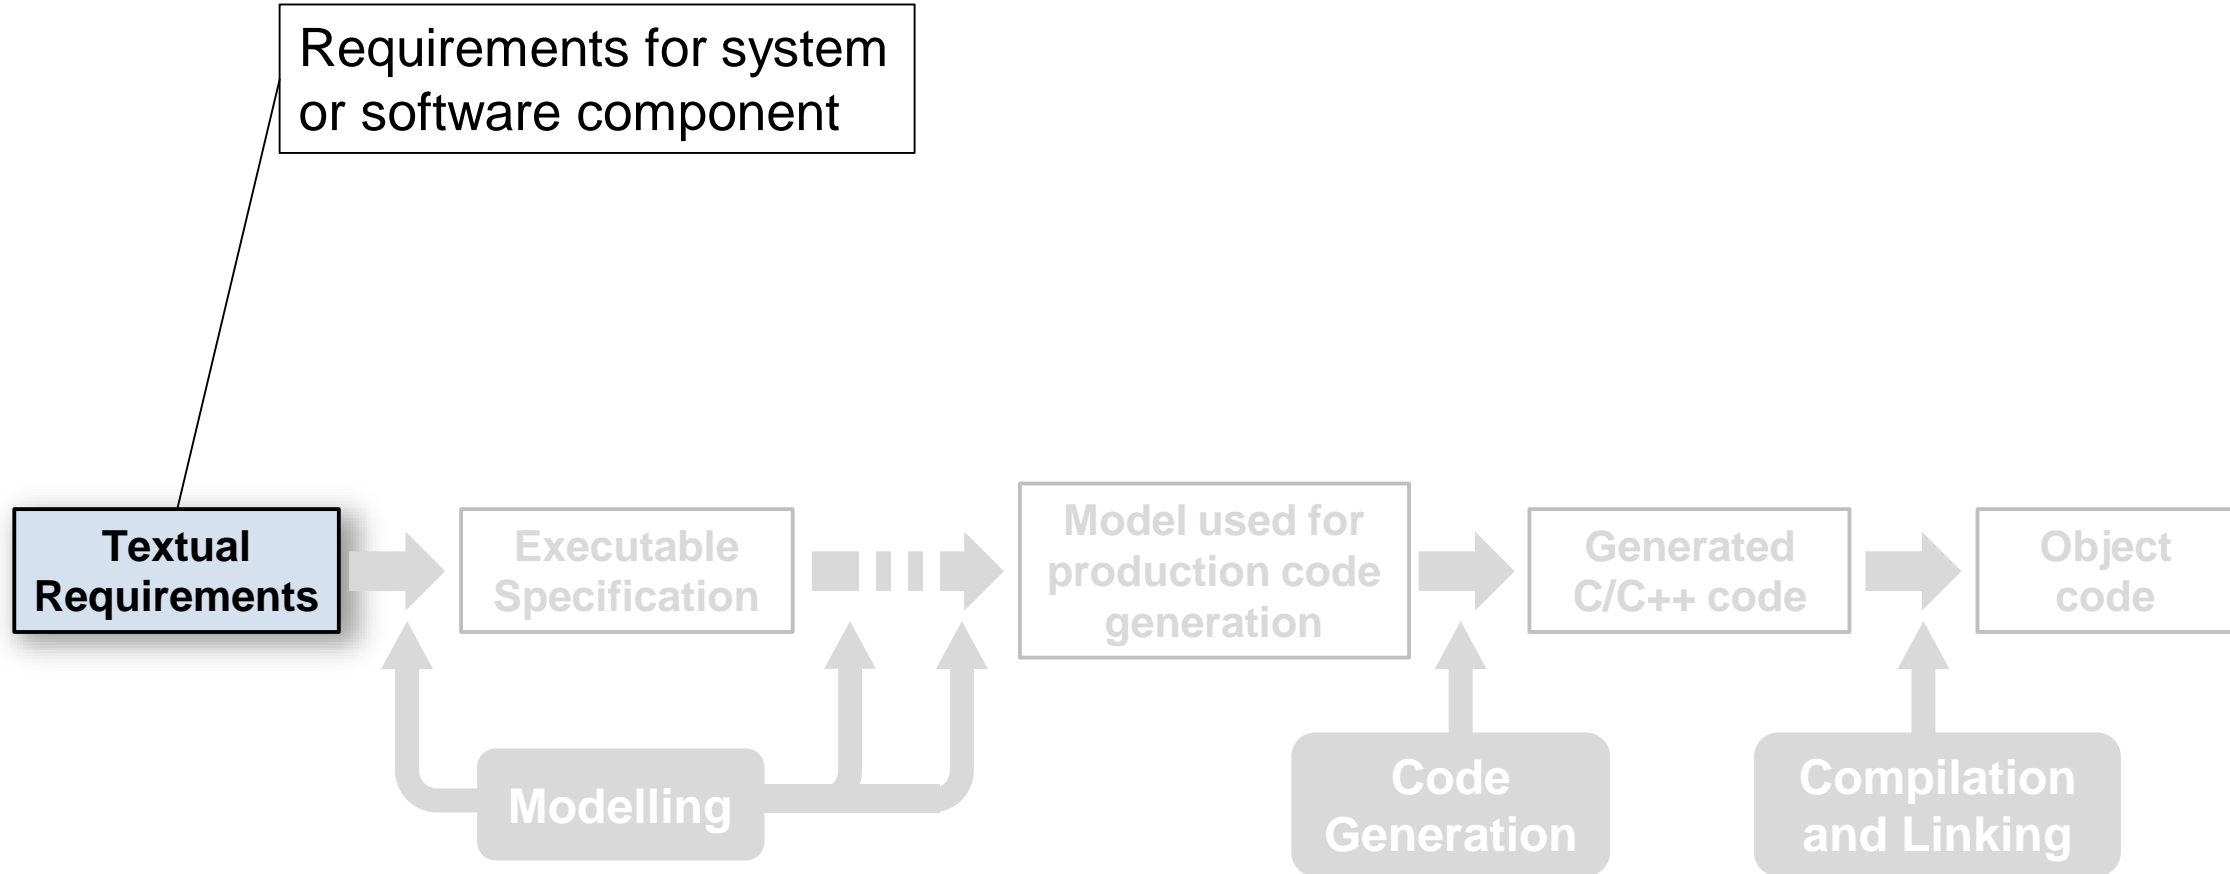 Requirements for system
or software component
Textual
Requirements
Executable
Specification
Model used for
production code
generation
Generated
C/C++ code
Object
code
Modelling
Code
Generation
Compilation
and Linking